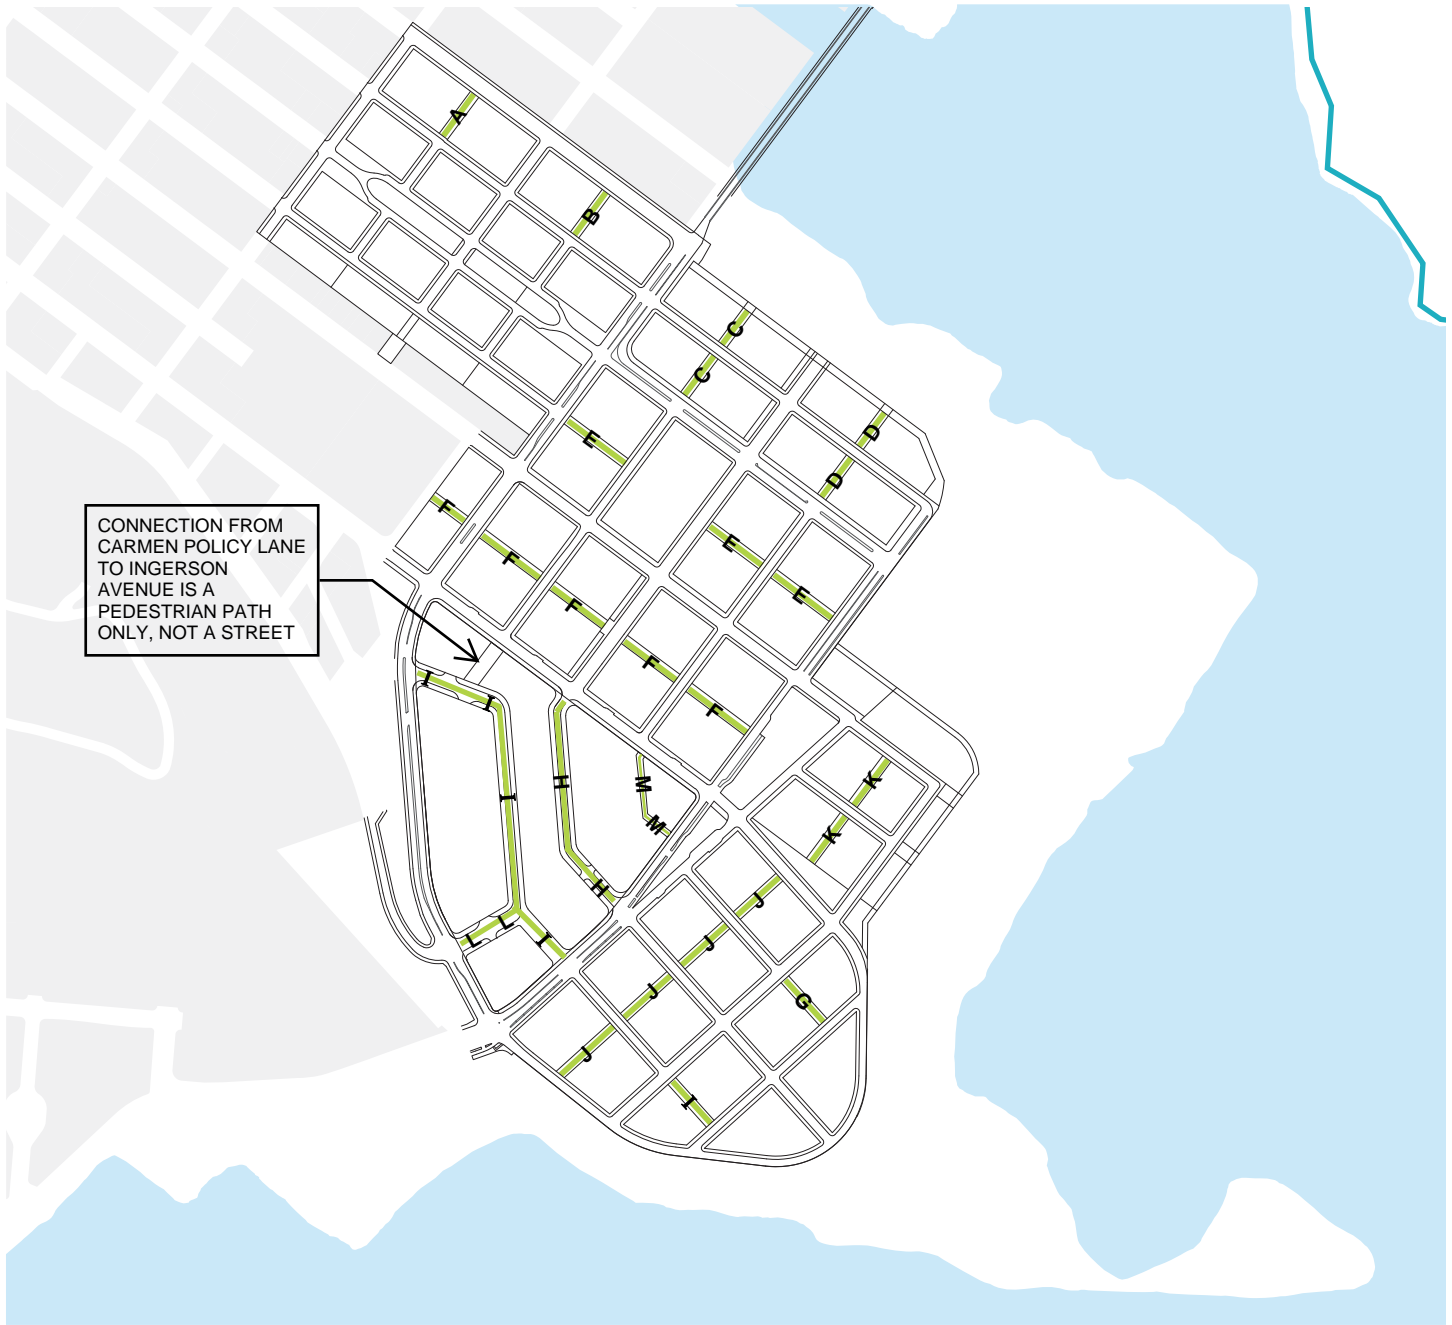 A
B
C
C
D
D
E
F
CONNECTION FROM
CARMEN POLICY LANE
TO INGERSON
AVENUE IS A
PEDESTRIAN PATH
ONLY, NOT A STREET
F
E
F
E
F
F
I
I
I
H
M
M
K
K
H
J
J
J
J
L
L
I
G
I